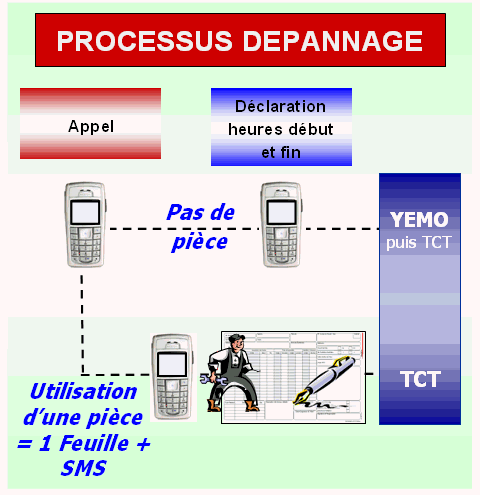 PROCESSUS DEPANNAGE
Appel
Déclaration
heures début
et fin
Pas de
pièce
YEMO
puis TCT
TCT
Utilisation
d'une pièce
= 1 Feuille +
SMS